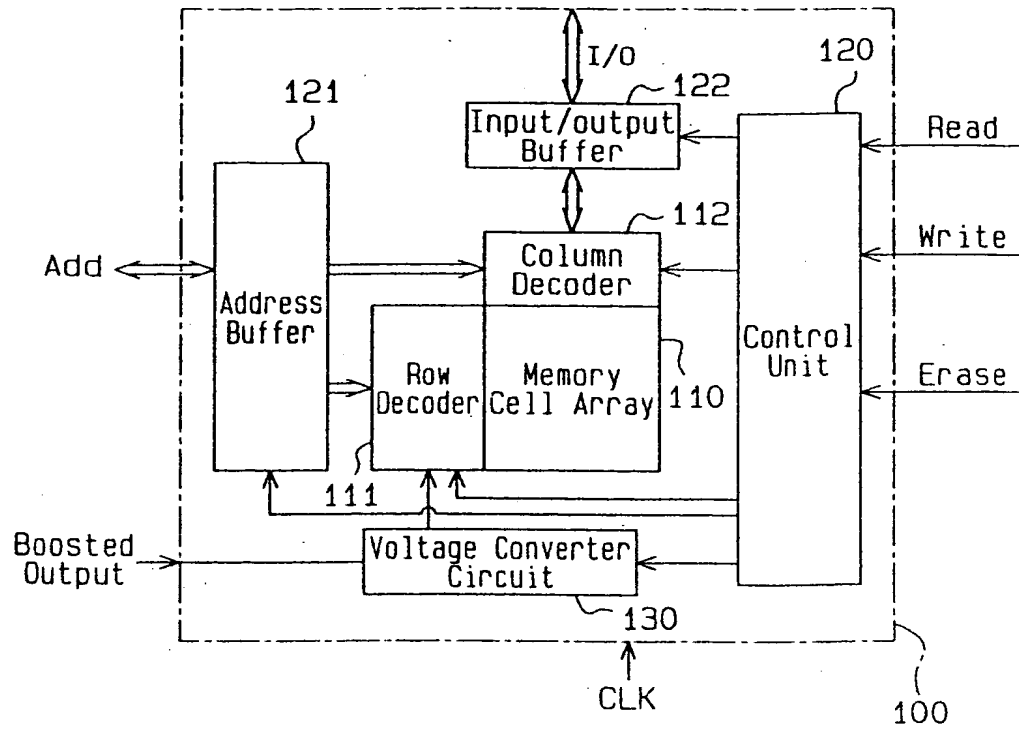 I/O
120
121
122
Input/output
Buffer
Read
112
Add
Column
Decoder
Write
Address
Buffer
Control
Unit
Row
Decoder
Memory
Cell Array
110
Erase
111
Boosted
Output
Voltage Converter
Circuit
130
CLK
100